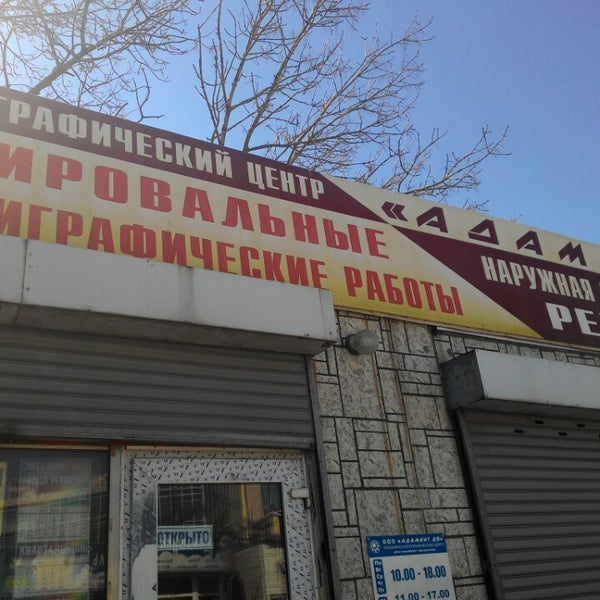 ГРАФИЧЕСКИЙ ЦЕНТР
«АДАМ
ИРОВАЛЬНЫЕ
ИГРАФИЧЕСКИЕ РАБОТЫ
НАРУЖНАЯ
РЕ
ОТКРЫТО
КВАРТАЛ
ООО «АДАМАНТ ДВ»
10.00 - 18.00
11.00 - 17.00